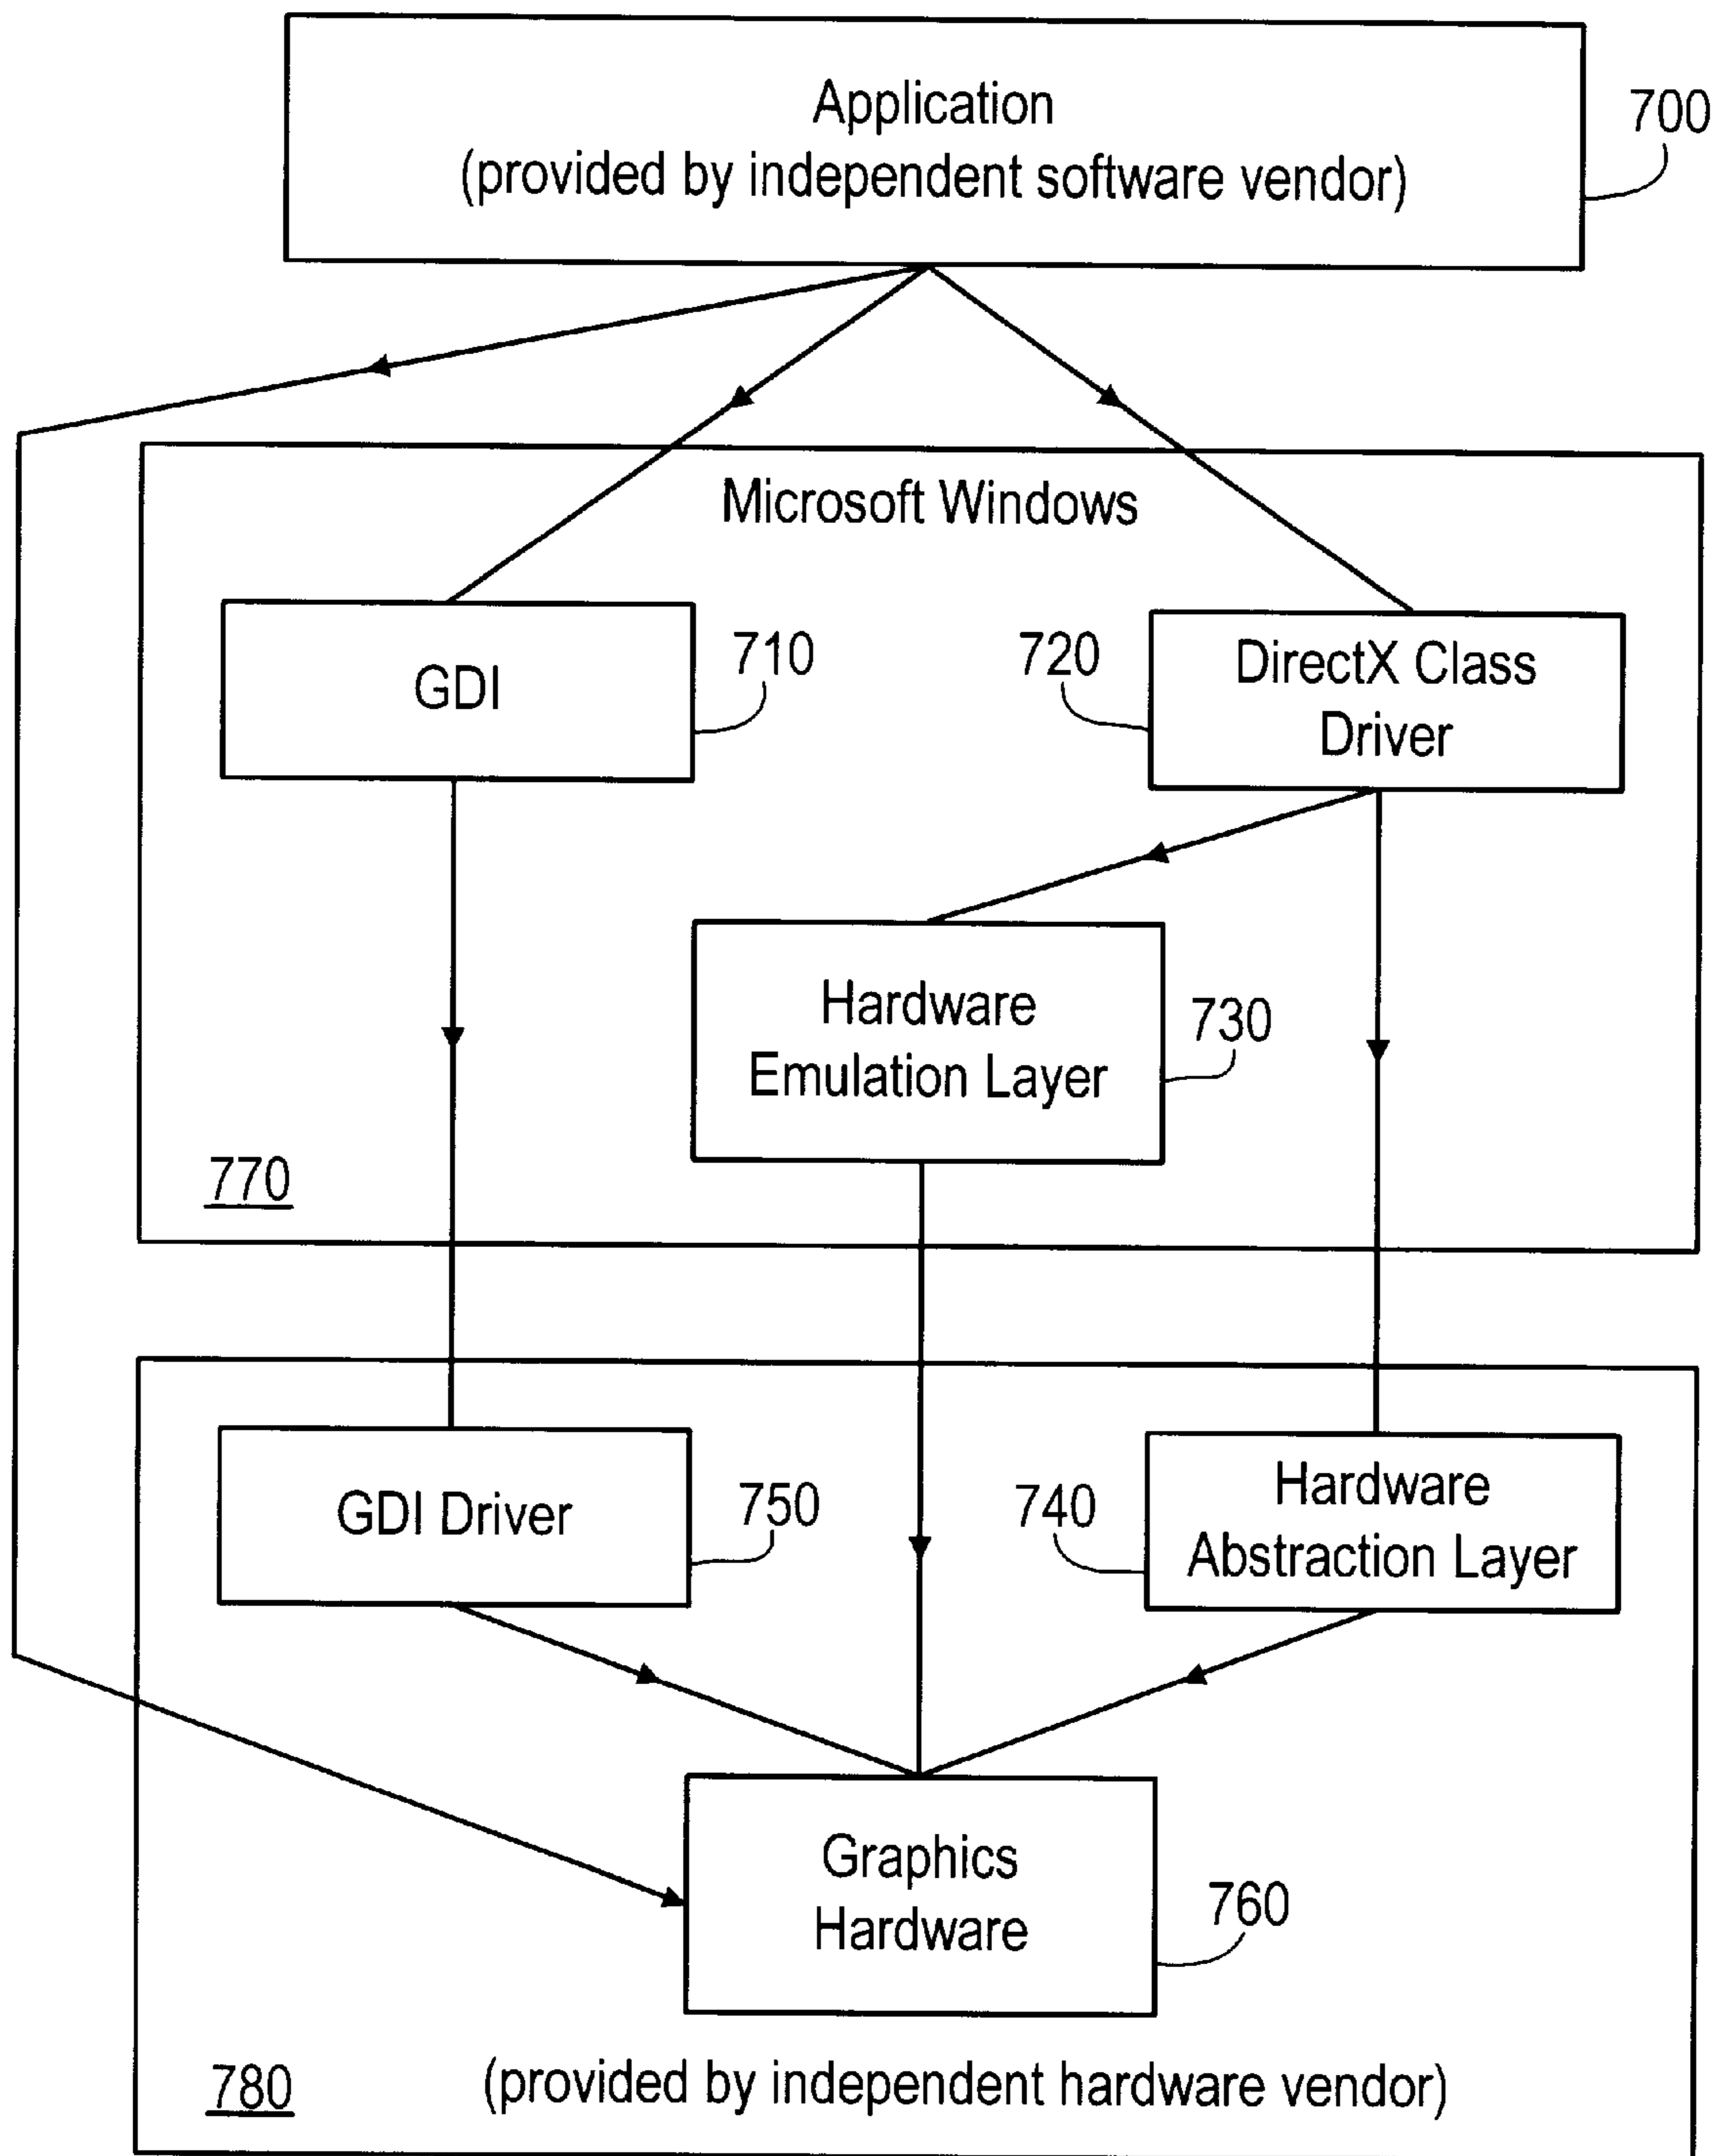 Application
(provided by independent software vendor)
700
Microsoft Windows
GDI
710
720
DirectX Class
Driver
Hardware
Emulation Layer
730
770
GDI Driver
750
740
Hardware
Abstraction Layer
Graphics
Hardware
760
780
(provided by independent hardware vendor)